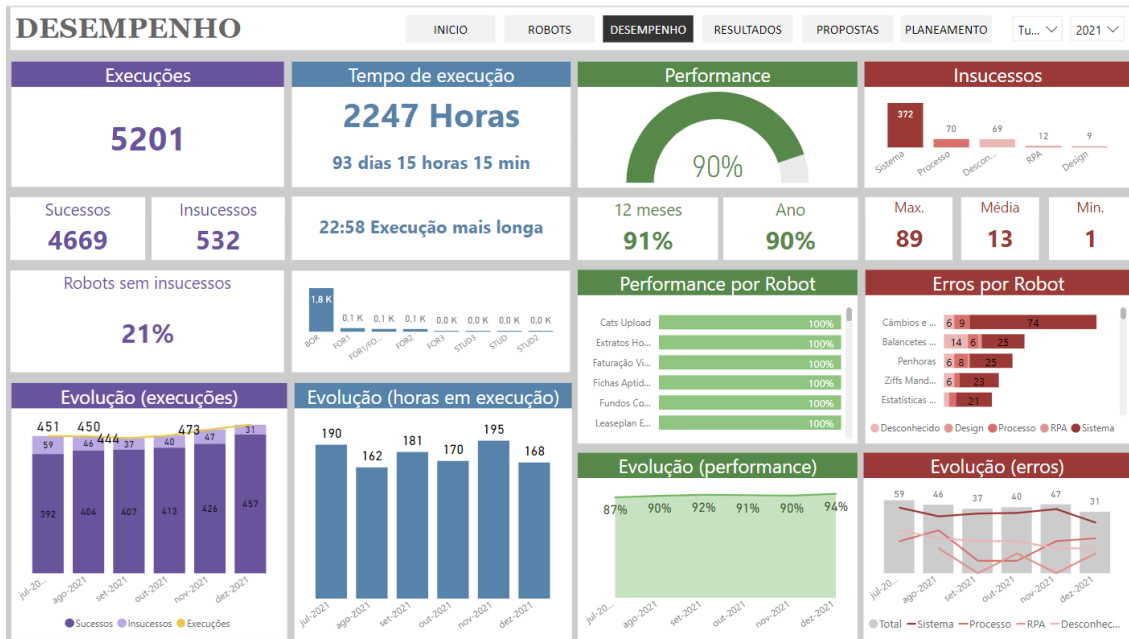 DESEMPENHO
INICIO
ROBOTS
DESEMPENHO
RESULTADOS
PROPOSTAS
PLANEAMENTO
Tu...
2021
Execuções
5201
Sucessos
4669
Insucessos
532
Robots sem insucessos
21%
Tempo de execução
2247 Horas
93 dias 15 horas 15 min
22:58 Execução mais longa
1,8 K 0,1 K 0,1 K 0,1 K 0,0 K 0,0 K 0,0 K 0,0 K
BOR FOR1 FOR1/FO... FOR2 FOR3 STUD3 STUD STUD2
Performance
90%
12 meses
91%
Ano
90%
Insucessos
372 70 69 12 9
Sistema Processo Descon... RPA Design
Max.
89
Média
13
Min.
1
Performance por Robot
Cats Upload 100%
Extratos Ho... 100%
Faturação Vi... 100%
Fichas Aptid... 100%
Fundos Co... 100%
Leaseplan E... 100%
Erros por Robot
Câmbios e ... 6 9 74
Balancetes ... 14 6 25
Penhoras 6 8 25
Ziffs Mand... 6 23
Estatísticas ... 21
Desconhecido Design Processo RPA Sistema
Evolução (execuções)
451 450 444 473
59 46 37 40 47 31
392 404 407 413 426 457
jul-20... ago-2021 set-2021 out-2021 nov-2021 dez-2021
Sucessos Insucessos Execuções
Evolução (horas em execução)
190 162 181 170 195 168
jul-2021 ago-2021 set-2021 out-2021 nov-2021 dez-2021
Evolução (performance)
87% 90% 92% 91% 90% 94%
jul-20... ago-2021 set-2021 out-2021 nov-2021 dez-2021
Evolução (erros)
59 46 37 40 47 31
jul-20... ago-2021 set-2021 out-2021 nov-2021 dez-2021
Total Sistema Processo RPA Desconhec...